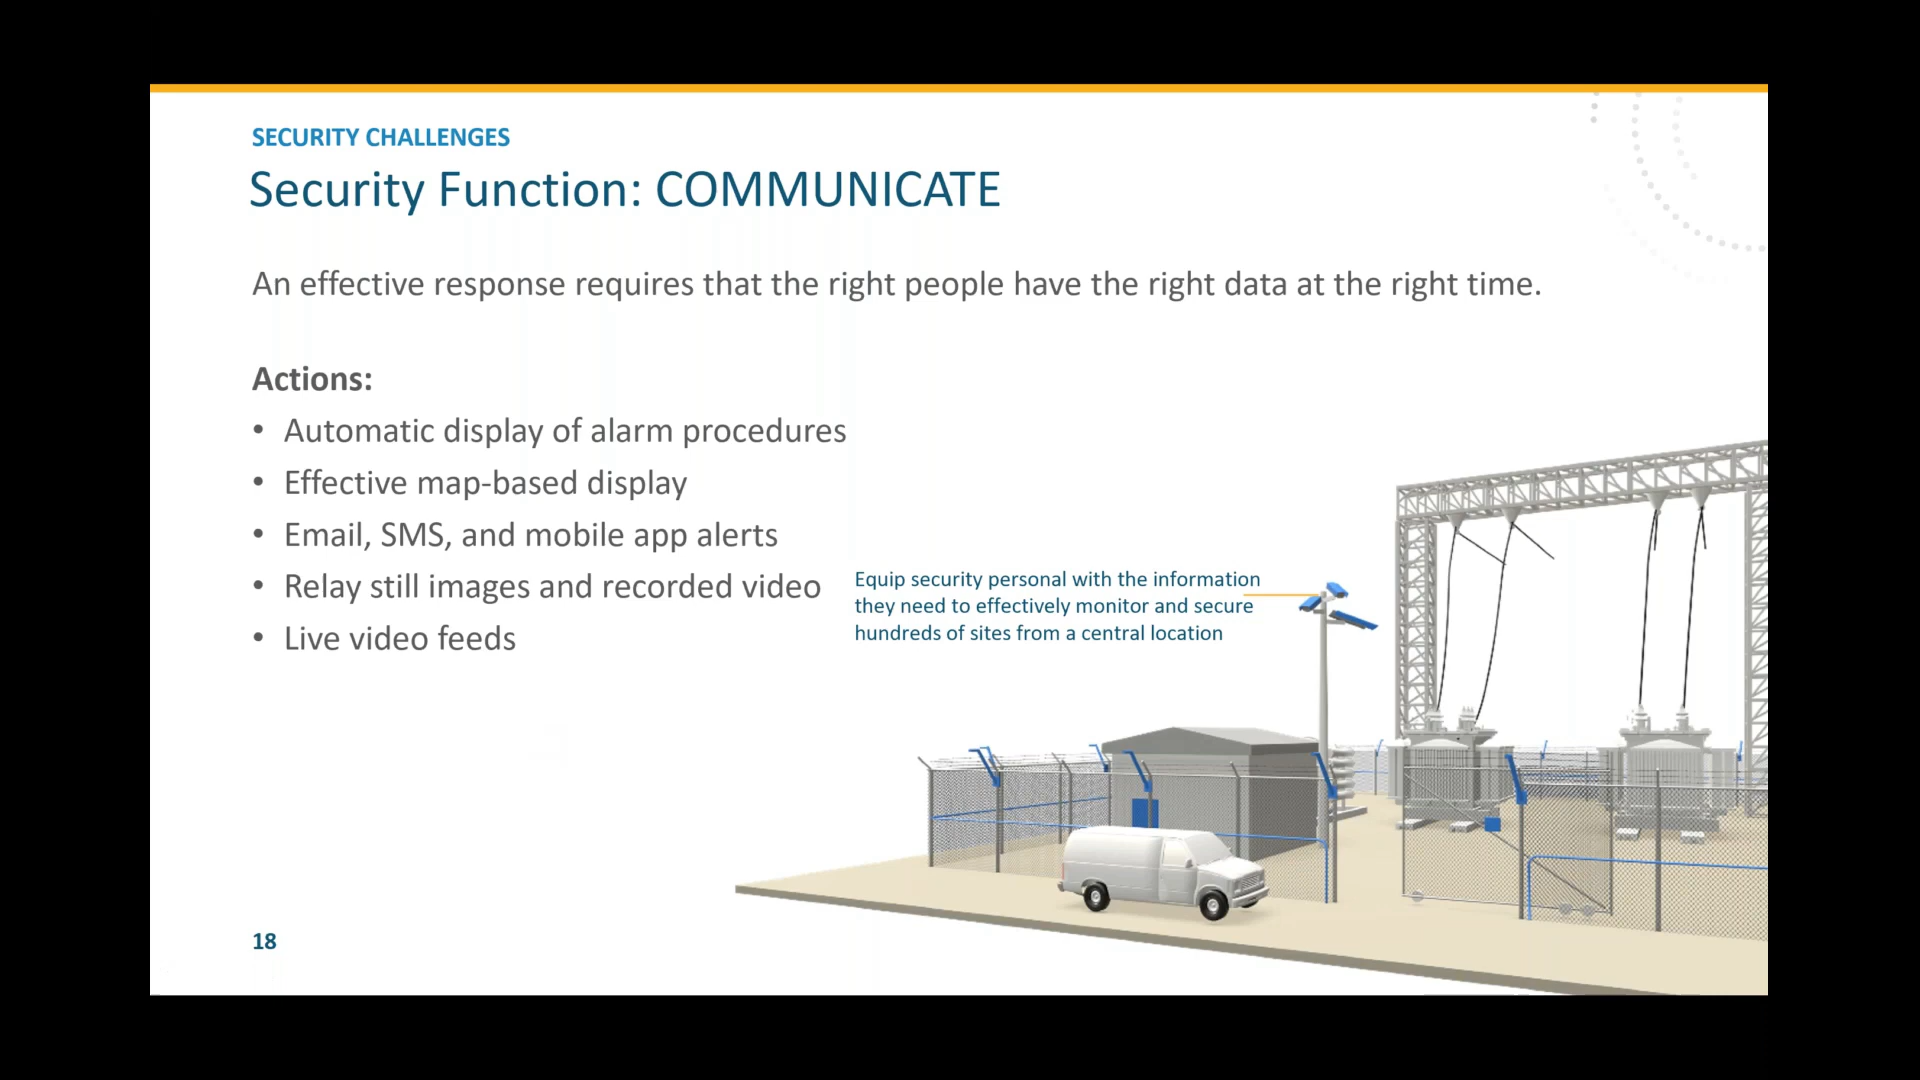 SECURITY CHALLENGES
Security Function: COMMUNICATE
An effective response requires that the right people have the right data at the right time.
Actions:
• Automatic display of alarm procedures
• Effective map-based display
• Email, SMS, and mobile app alerts
• Relay still images and recorded video
• Live video feeds
Equip security personal with the information
they need to effectively monitor and secure
hundreds of sites from a central location
18